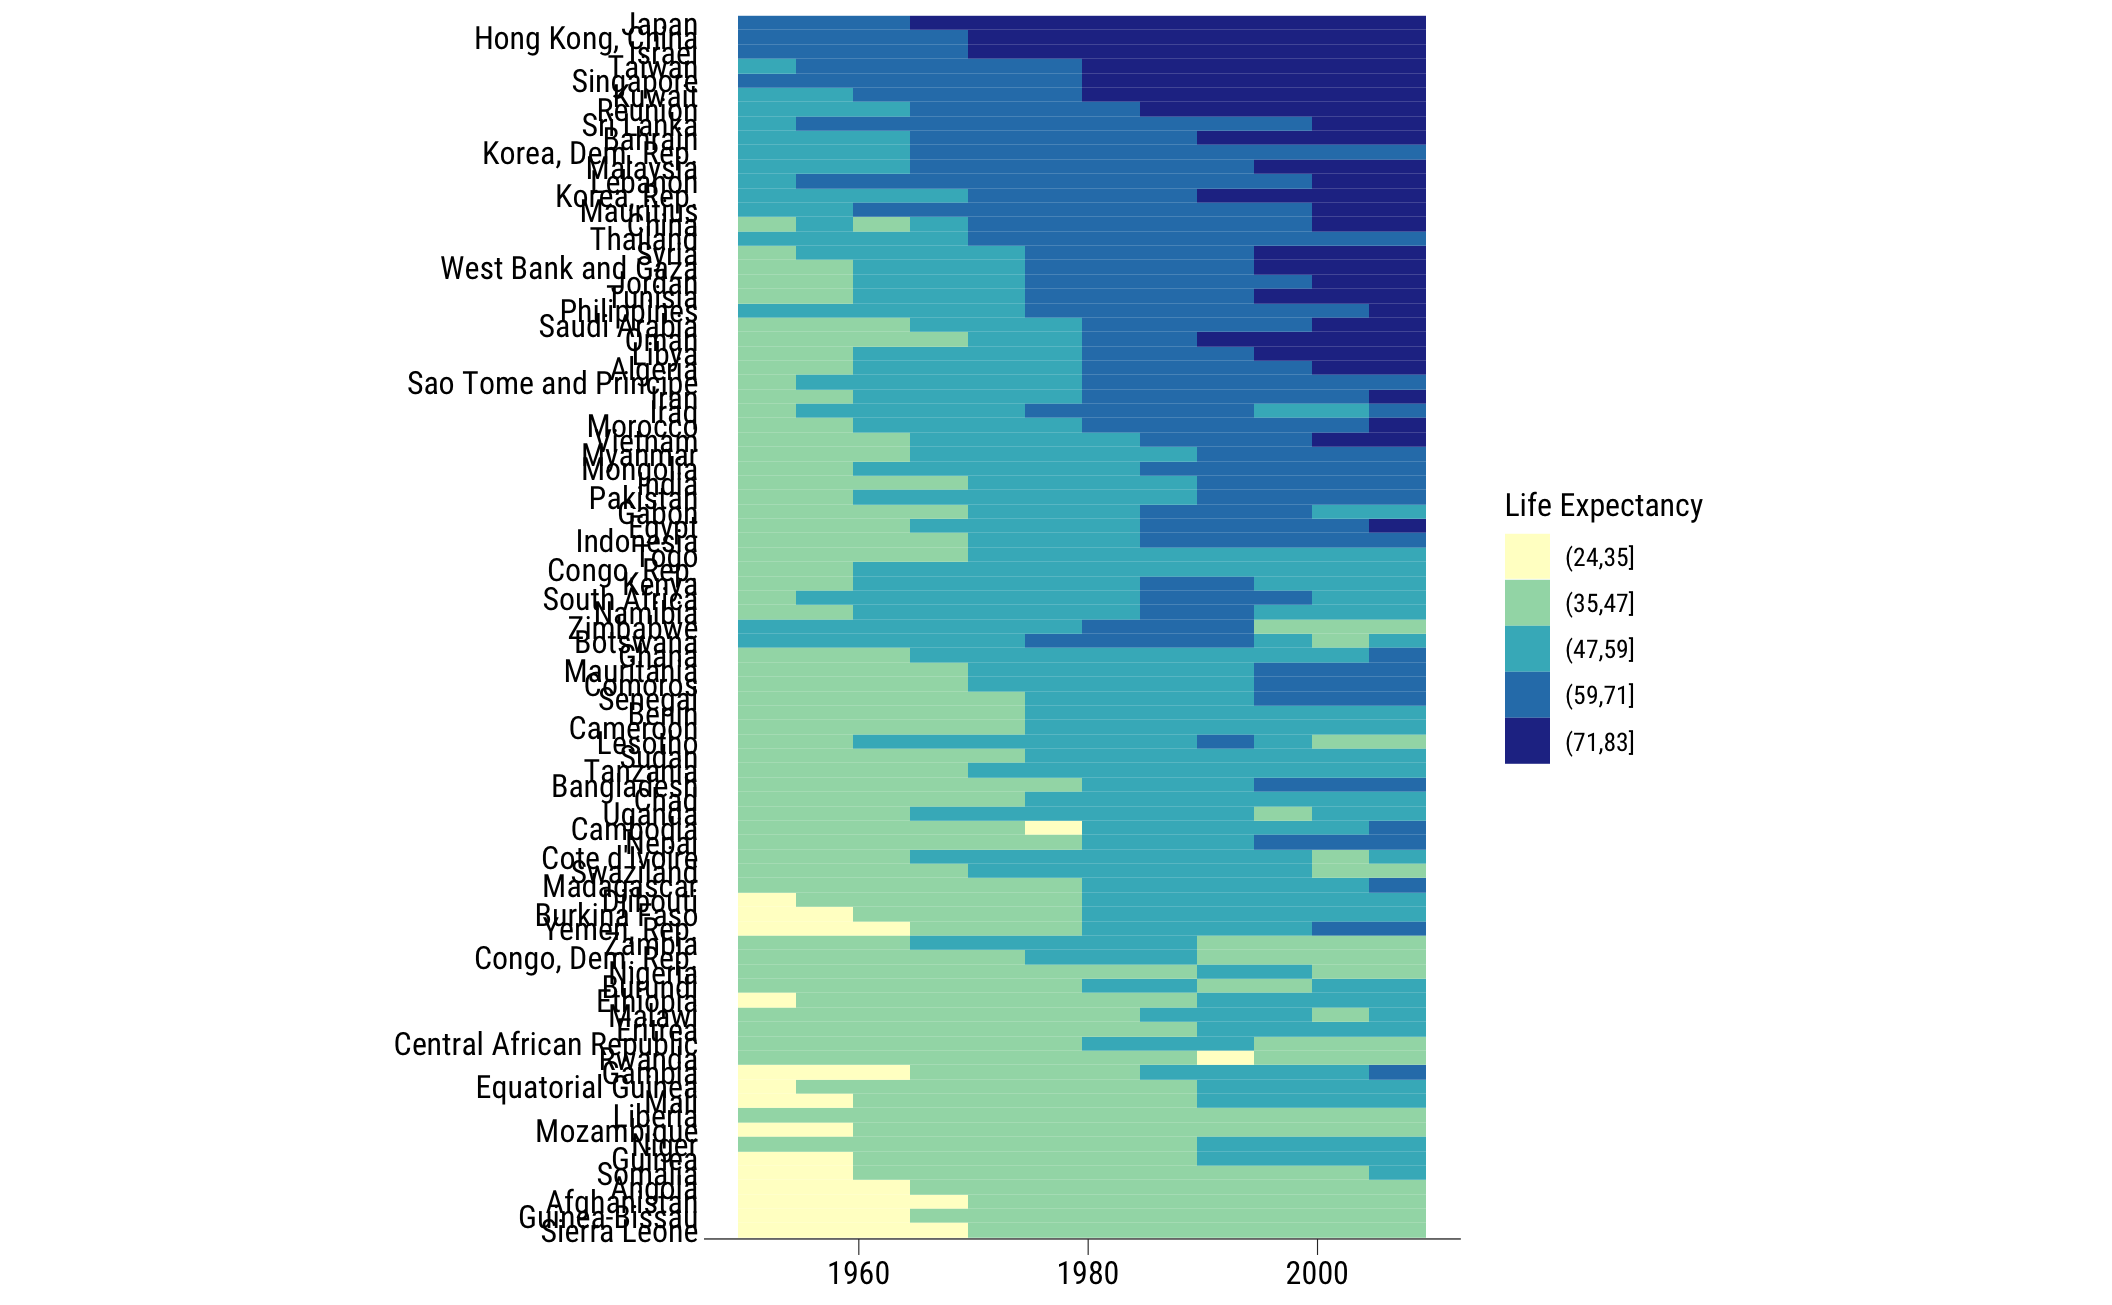 Japan
Hong Kong, China
Israel
Taiwan
Singapore
Kuwait
Reunion
Sri Lanka
Bahrain
Korea, Dem. Rep.
Malaysia
Lebanon
Korea, Rep.
Mauritius
China
Thailand
Syria
West Bank and Gaza
Jordan
Tunisia
Philippines
Saudi Arabia
Oman
Libya
Algeria
Sao Tome and Principe
Iran
Iraq
Morocco
Vietnam
Myanmar
Mongolia
India
Pakistan
Gabon
Egypt
Indonesia
Togo
Congo, Rep.
Kenya
South Africa
Namibia
Zimbabwe
Botswana
Ghana
Mauritania
Comoros
Senegal
Benin
Cameroon
Lesotho
Sudan
Tanzania
Bangladesh
Chad
Uganda
Cambodia
Nepal
Cote d'Ivoire
Swaziland
Madagascar
Djibouti
Burkina Faso
Yemen, Rep.
Zambia
Congo, Dem. Rep.
Nigeria
Burundi
Ethiopia
Malawi
Eritrea
Central African Republic
Rwanda
Gambia
Equatorial Guinea
Mali
Liberia
Mozambique
Niger
Guinea
Somalia
Angola
Afghanistan
Guinea-Bissau
Sierra Leone
1960 1980 2000
Life Expectancy
(24,35]
(35,47]
(47,59]
(59,71]
(71,83]